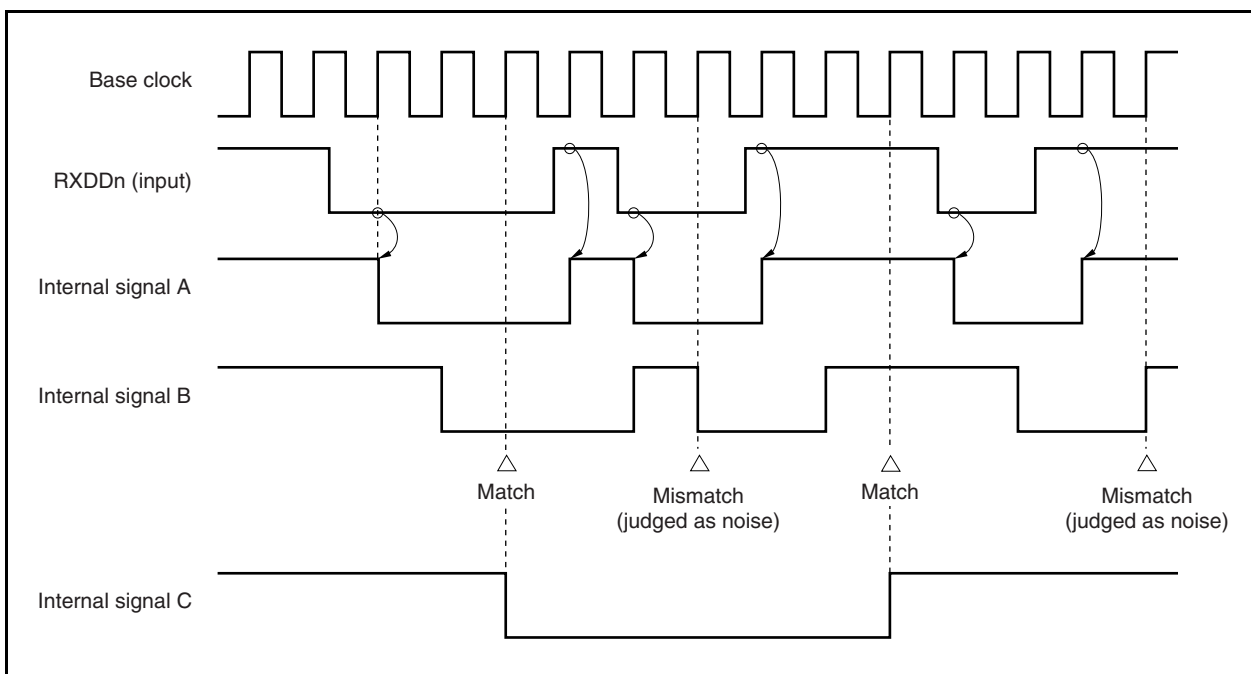 Base clock
RXDDn (input)
Internal signal A
Internal signal B
Match
Mismatch
(judged as noise)
Match
Mismatch
(judged as noise)
Internal signal C